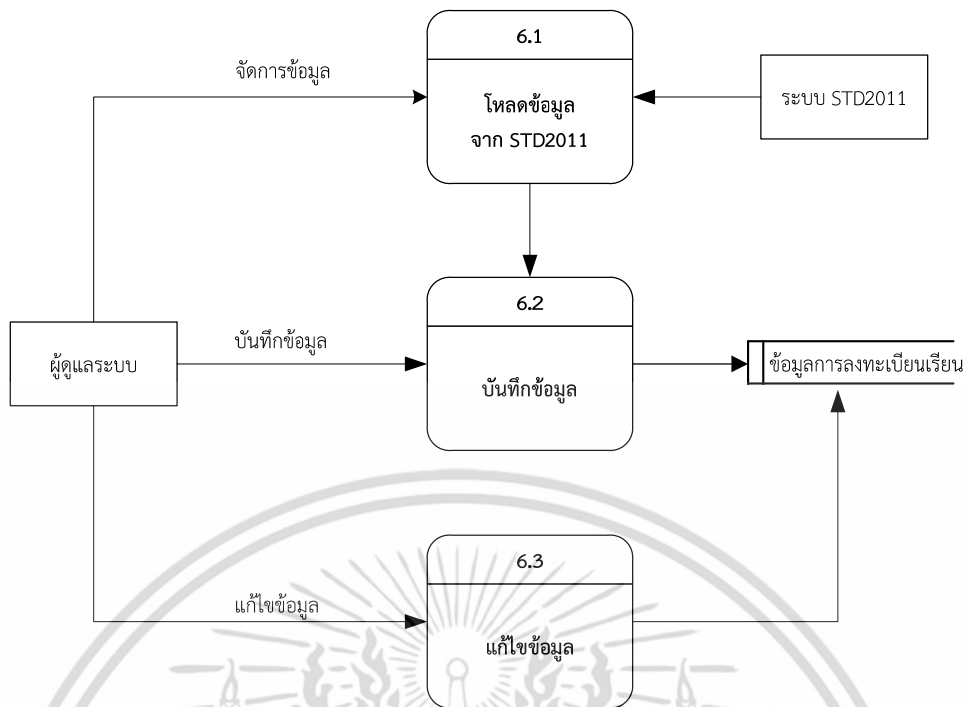 6.1
จัดการข้อมูล
โหลดข้อมูล
จาก STD2011
ระบบ STD2011
6.2
ผู้ดูแลระบบ
บันทึกข้อมูล
บันทึกข้อมูล
ข้อมูลการลงทะเบียนเรียน
6.3
แก้ไขข้อมูล
แก้ไขข้อมูล